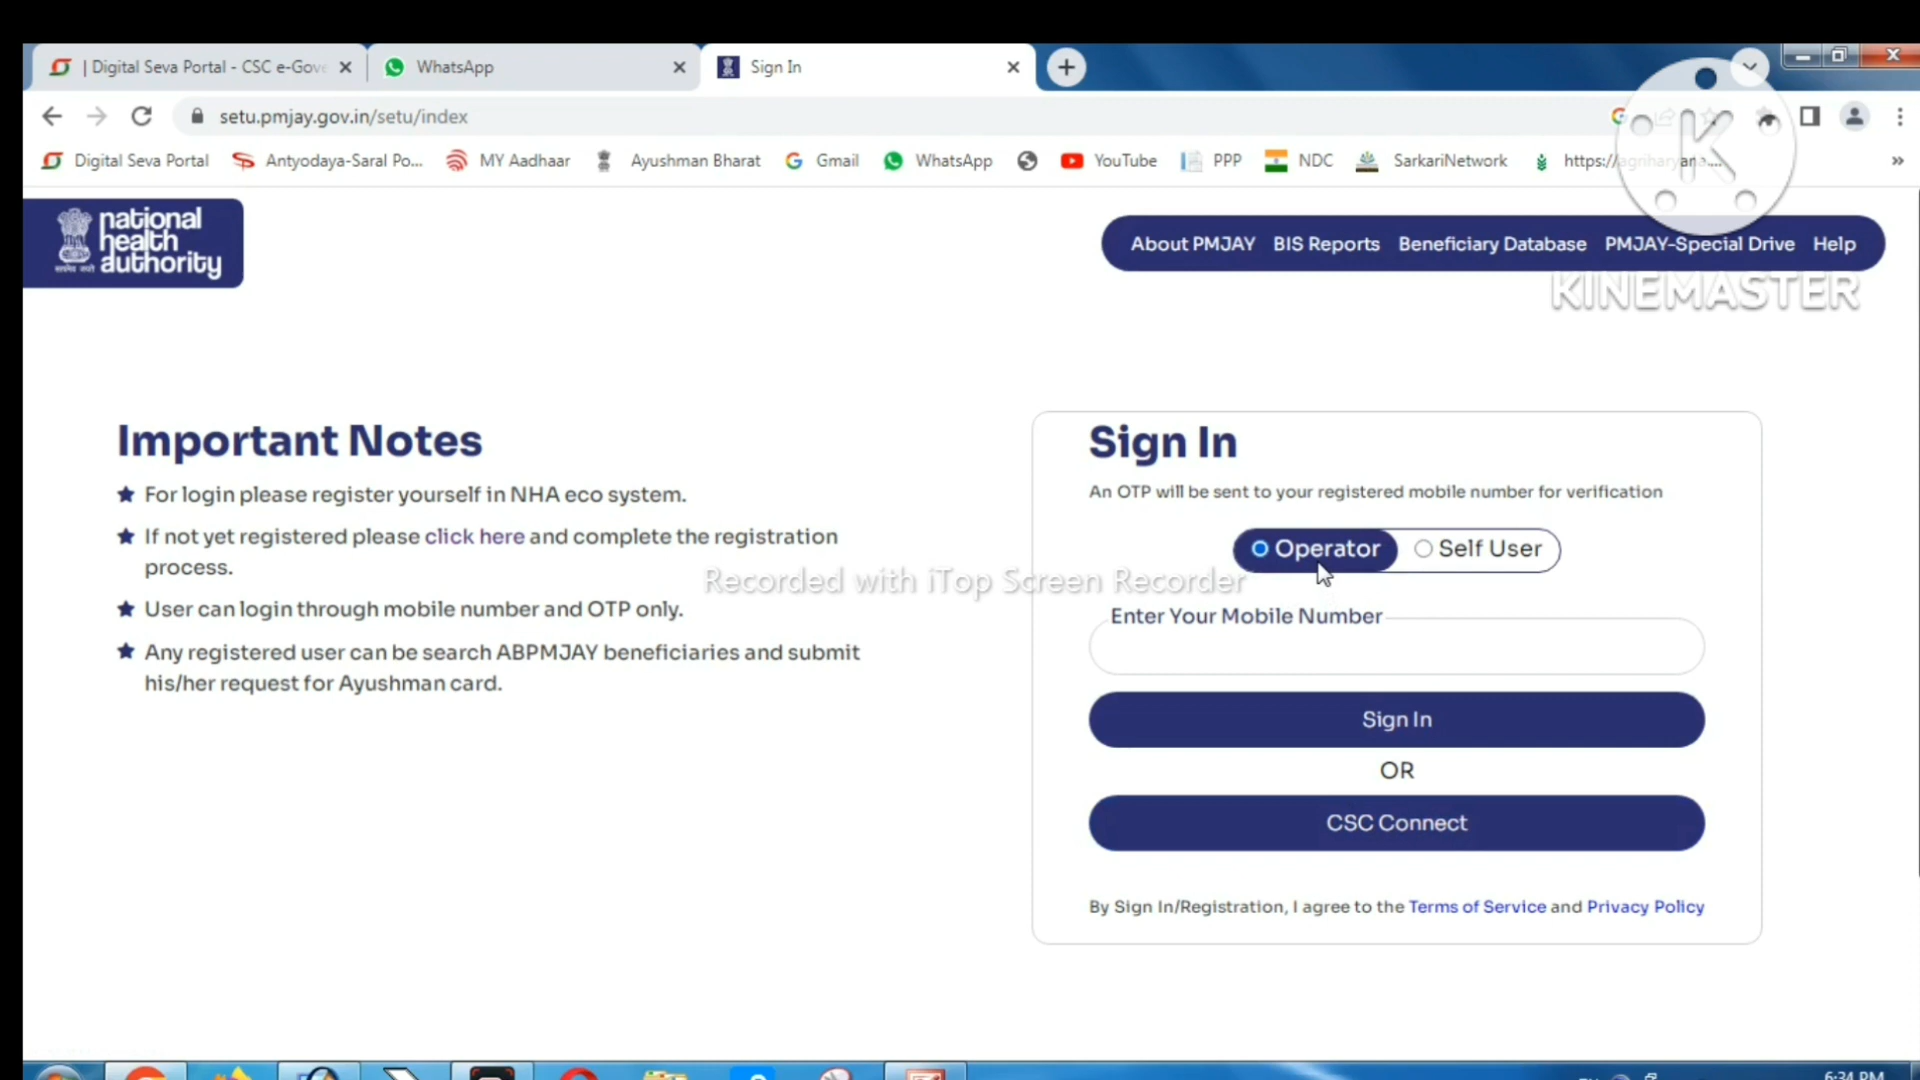 | Digital Seva Portal - CSC e-Gov
WhatsApp
Sign In
setu.pmjay.gov.in/setu/index
Digital Seva Portal
Antyodaya-Saral Po...
MY Aadhaar
Ayushman Bharat
Gmail
WhatsApp
YouTube
PPP
NDC
SarkariNetwork
https://agriharyana....
national
health
authority
About PMJAY BIS Reports Beneficiary Database PMJAY-Special Drive Help
KINEMASTER
Important Notes
For login please register yourself in NHA eco system.
If not yet registered please click here and complete the registration
process.
User can login through mobile number and OTP only.
Any registered user can be search ABPMJAY beneficiaries and submit
his/her request for Ayushman card.
Recorded with iTop Screen Recorder
Sign In
An OTP will be sent to your registered mobile number for verification
Operator
Self User
Enter Your Mobile Number
Sign In
OR
CSC Connect
By Sign In/Registration, I agree to the Terms of Service and Privacy Policy
6:34 PM